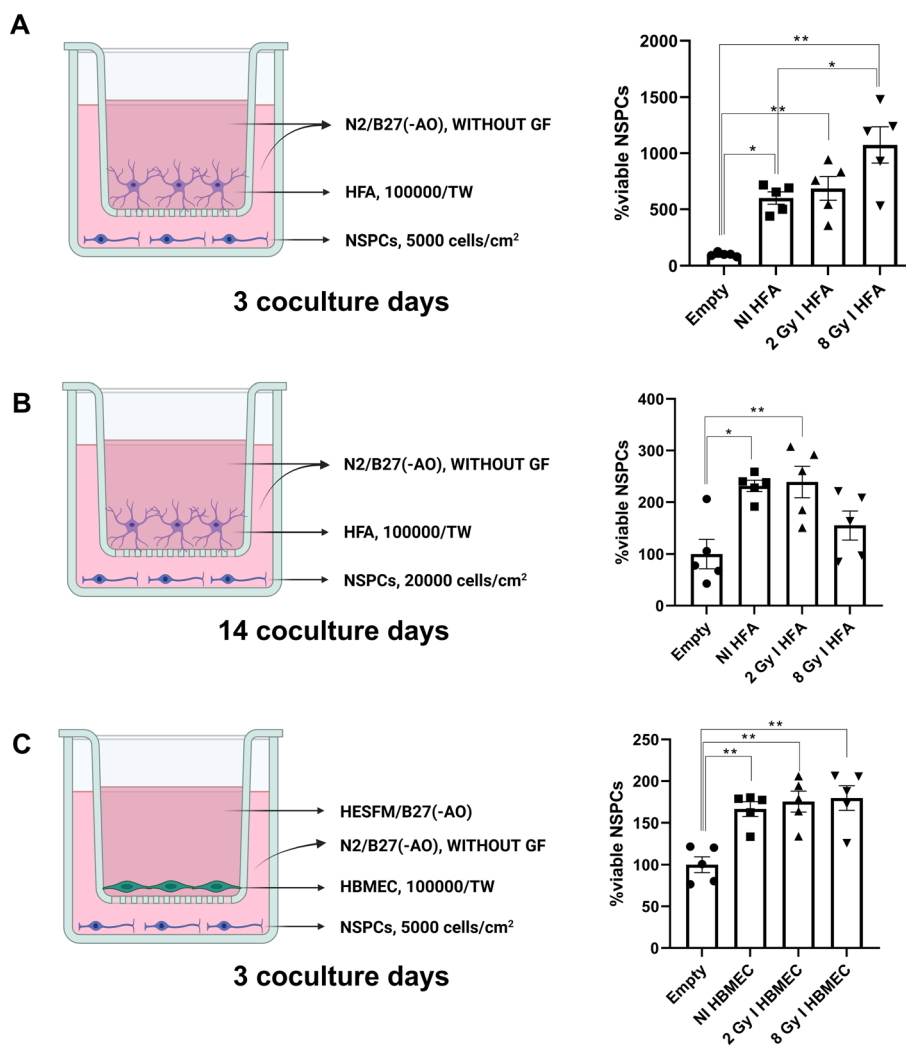 A
N2/B27(-AO), WITHOUT GF
HFA, 100000/TW
NSPCs, 5000 cells/cm²
3 coculture days
%viable NSPCs
2000
1500
1000
500
0
**
*
**
*
Empty
NI HFA
2 Gy I HFA
8 Gy I HFA
B
N2/B27(-AO), WITHOUT GF
HFA, 100000/TW
NSPCs, 20000 cells/cm²
14 coculture days
%viable NSPCs
400
300
200
100
0
**
*
Empty
NI HFA
2 Gy I HFA
8 Gy I HFA
C
HESFM/B27(-AO)
N2/B27(-AO), WITHOUT GF
HBMEC, 100000/TW
NSPCs, 5000 cells/cm²
3 coculture days
%viable NSPCs
250
200
150
100
50
0
**
**
**
Empty
NI HBMEC
2 Gy I HBMEC
8 Gy I HBMEC